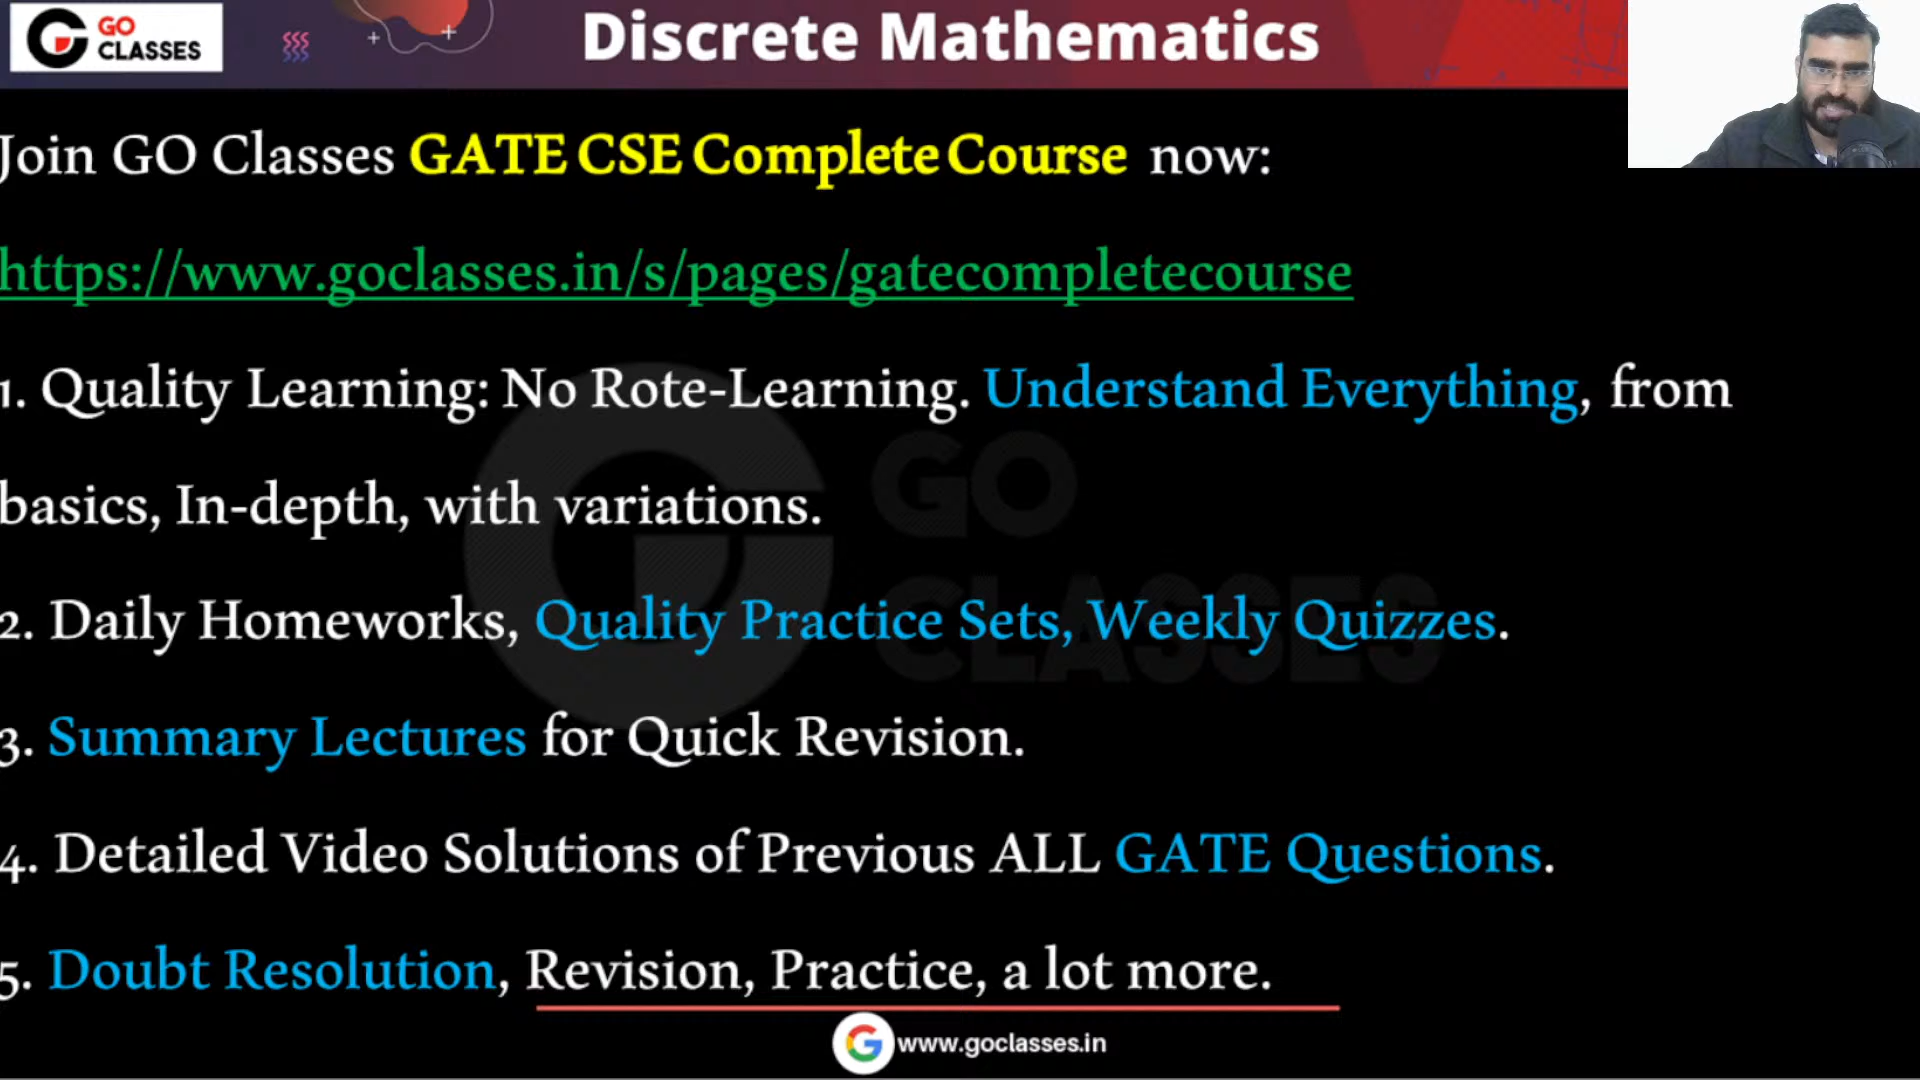 GO
CLASSES
Discrete Mathematics
Join GO Classes GATE CSE Complete Course now:
https://www.goclasses.in/s/pages/gatecompletecourse
1. Quality Learning: No Rote-Learning. Understand Everything, from
basics, In-depth, with variations.
GO
CLASSES
2. Daily Homeworks, Quality Practice Sets, Weekly Quizzes.
3. Summary Lectures for Quick Revision.
4. Detailed Video Solutions of Previous ALL GATE Questions.
5. Doubt Resolution, Revision, Practice, a lot more.
www.goclasses.in